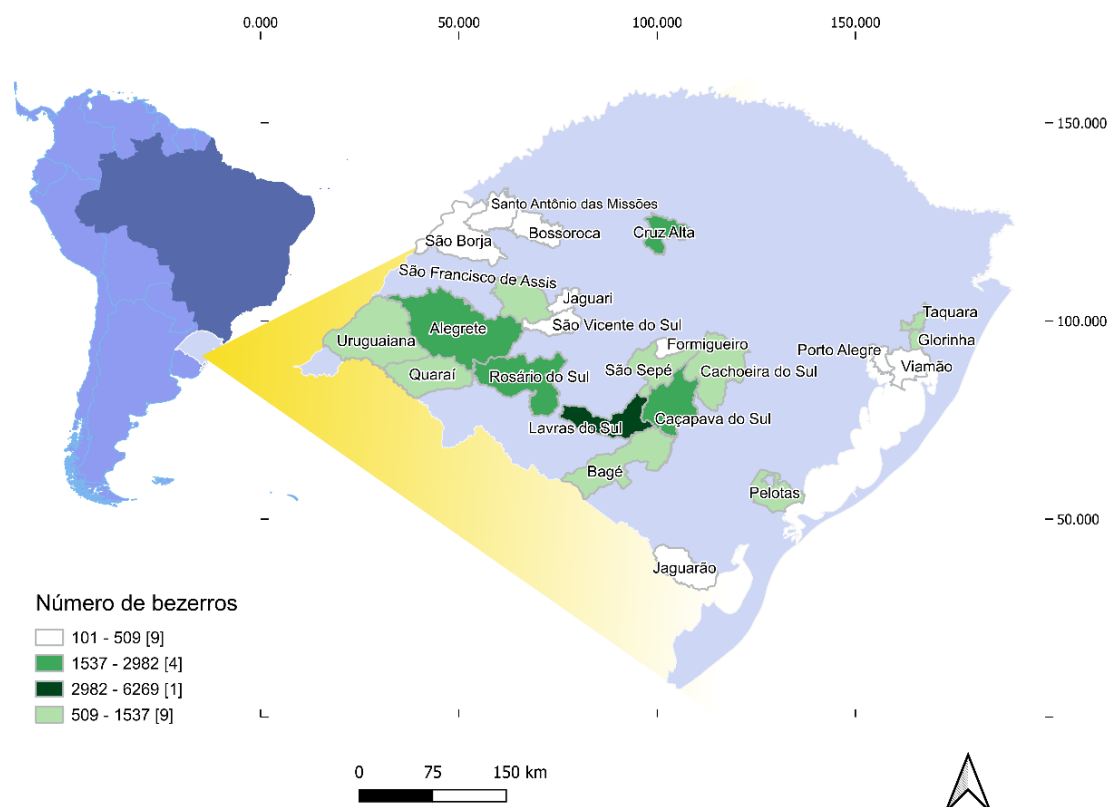 0.000
50.000
100.000
150.000
150.000
Santo Antônio das Missões
Bossoroca
Cruz Alta
São Borja
São Francisco de Assis
Jaguari
Taquara
100.000
Alegrete
São Vicente do Sul
Uruguaiana
Glorinha
Formigueiro
Porto Alegre
Viamão
Quaraí
Rosário do Sul
São Sepé
Cachoeira do Sul
Caçapava do Sul
Lavras do Sul
Bagé
Pelotas
50.000
Jaguarão
Número de bezerros
101 - 509 [9]
1537 - 2982 [4]
2982 - 6269 [1]
509 - 1537 [9]
0 75 150 km